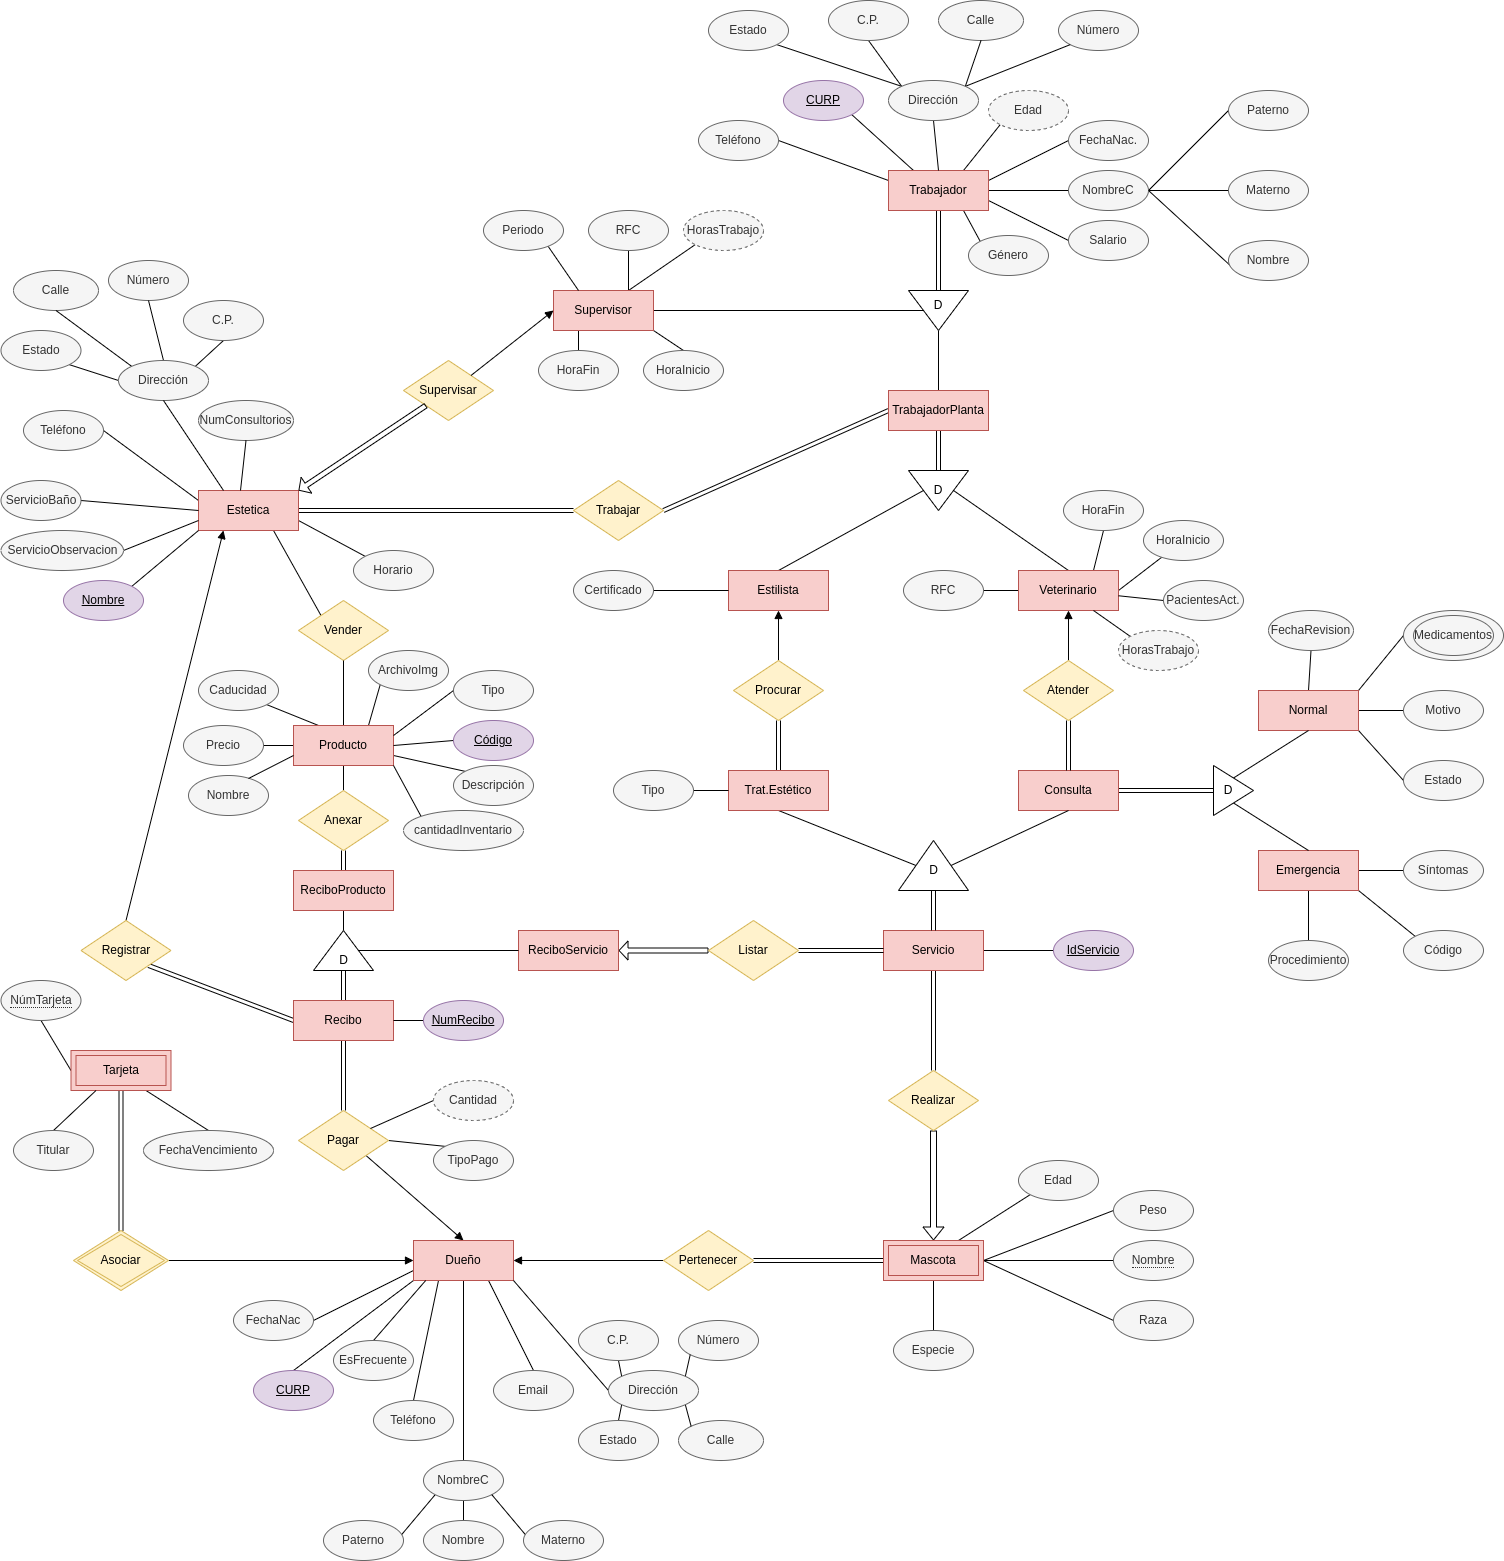 C.P.
Calle
Estado
Número
CURP
Dirección
Edad
Paterno
Teléfono
FechaNac.
Trabajador
NombreC
Materno
Periodo
RFC
HorasTrabajo
Salario
Género
Nombre
Número
Calle
C.P.
Supervisor
D
Estado
Dirección
HoraFin
HoraInicio
Supervisar
NumConsultorios
TrabajadorPlanta
Teléfono
ServicioBaño
D
Estetica
Trabajar
HoraFin
ServicioObservacion
HoraInicio
Horario
Nombre
Certificado
Estilista
RFC
Veterinario
PacientesAct.
Vender
FechaRevision
Medicamentos
HorasTrabajo
ArchivoImg
Caducidad
Tipo
Procurar
Atender
Normal
Motivo
Precio
Producto
Código
Nombre
Descripción
Tipo
Trat.Estético
Consulta
D
Estado
Anexar
cantidadInventario
D
Emergencia
Síntomas
ReciboProducto
Registrar
D
ReciboServicio
Listar
Servicio
IdServicio
Procedimiento
Código
NúmTarjeta
Recibo
NumRecibo
Tarjeta
Cantidad
Realizar
Titular
FechaVencimiento
Pagar
TipoPago
Edad
Peso
Asociar
Dueño
Pertenecer
Mascota
Nombre
FechaNac
Raza
EsFrecuente
C.P.
Número
Especie
CURP
Email
Dirección
Teléfono
Estado
Calle
NombreC
Paterno
Nombre
Materno